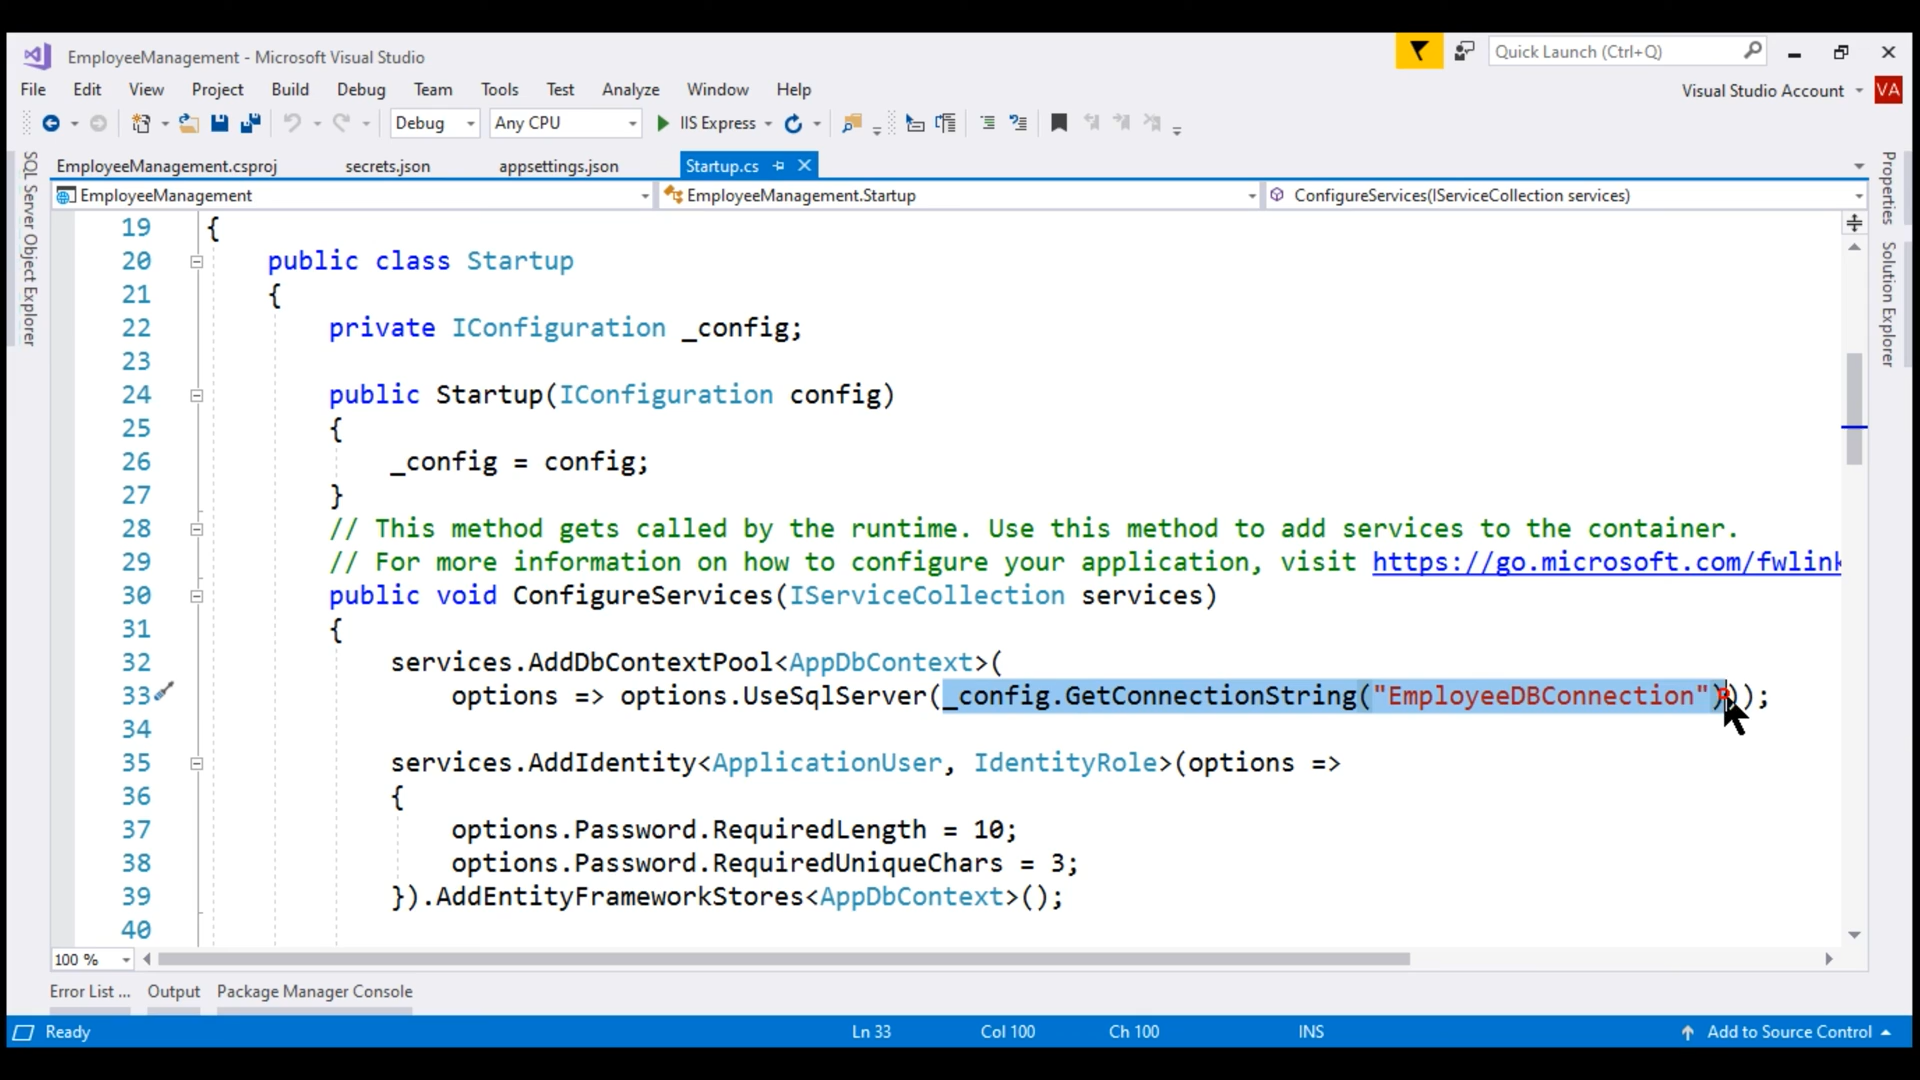 EmployeeManagement - Microsoft Visual Studio
Quick Launch (Ctrl+Q)
File Edit View Project Build Debug Team Tools Test Analyze Window Help
Visual Studio Account VA
Debug Any CPU IIS Express
EmployeeManagement.csproj secrets.json appsettings.json Startup.cs
EmployeeManagement EmployeeManagement.Startup ConfigureServices(IServiceCollection services)
SQL Server Object Explorer
Properties
Solution Explorer
19 {
20 public class Startup
21 {
22 private IConfiguration _config;
23
24 public Startup(IConfiguration config)
25 {
26 _config = config;
27 }
28 // This method gets called by the runtime. Use this method to add services to the container.
29 // For more information on how to configure your application, visit https://go.microsoft.com/fwlink
30 public void ConfigureServices(IServiceCollection services)
31 {
32 services.AddDbContextPool<AppDbContext>(
33 options => options.UseSqlServer(_config.GetConnectionString("EmployeeDBConnection")));
34
35 services.AddIdentity<ApplicationUser, IdentityRole>(options =>
36 {
37 options.Password.RequiredLength = 10;
38 options.Password.RequiredUniqueChars = 3;
39 }).AddEntityFrameworkStores<AppDbContext>();
40
100 %
Error List ... Output Package Manager Console
Ready Ln 33 Col 100 Ch 100 INS Add to Source Control